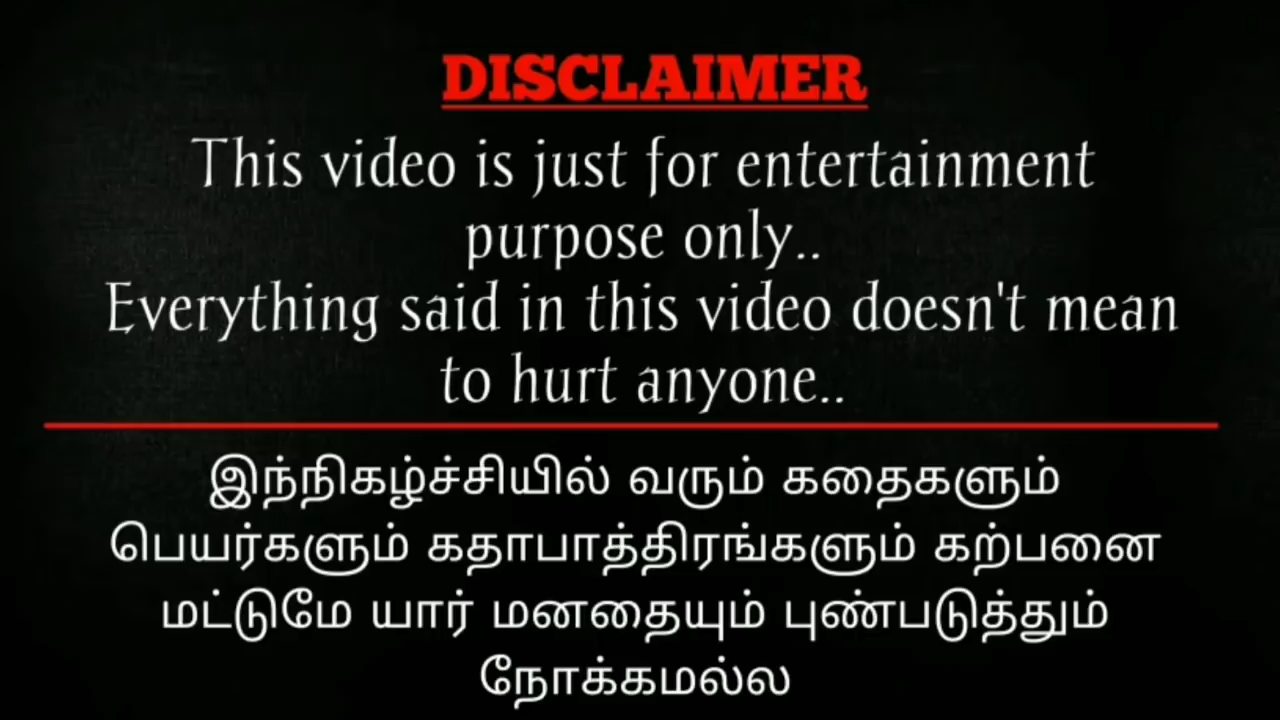 DISCLAIMER
This video is just for entertainment
purpose only..
Everything said in this video doesn't mean
to hurt anyone..
இந்நிகழ்ச்சியில் வரும் கதைகளும்
பெயர்களும் கதாபாத்திரங்களும் கற்பனை
மட்டுமே யார் மனதையும் புண்படுத்தும்
நோக்கமல்ல